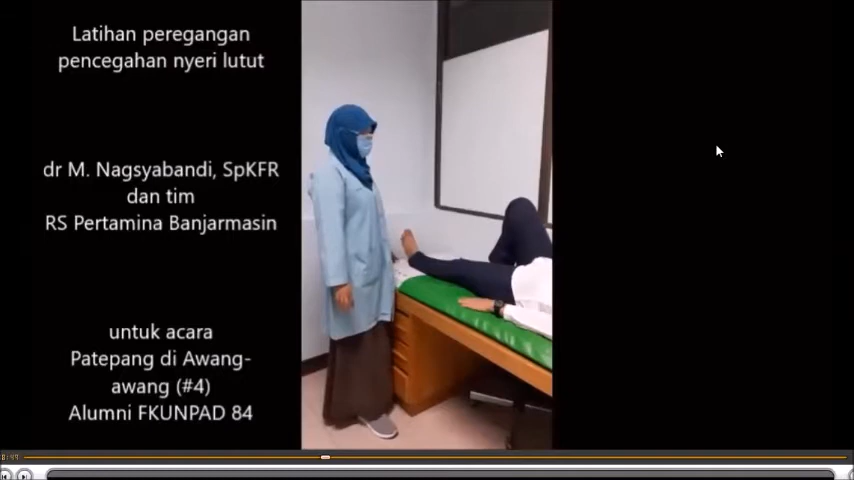 Latihan peregangan
pencegahan nyeri lutut
dr M. Nagsyabandi, SpKFR
dan tim
RS Pertamina Banjarmasin
untuk acara
Patepang di Awang-
awang (#4)
Alumni FKUNPAD 84